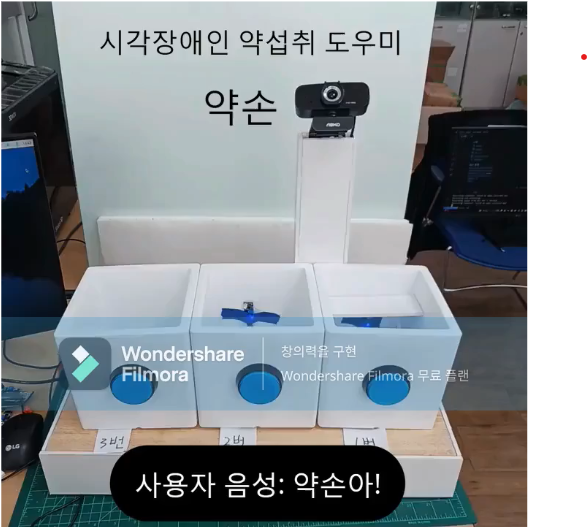 시각장애인 약섭취 도우미
약손
Wondershare
Filmora
창의력을 구현
Wondershare Filmora 무료 플랜
3번
2번
1번
LG
사용자 음성: 약손아!